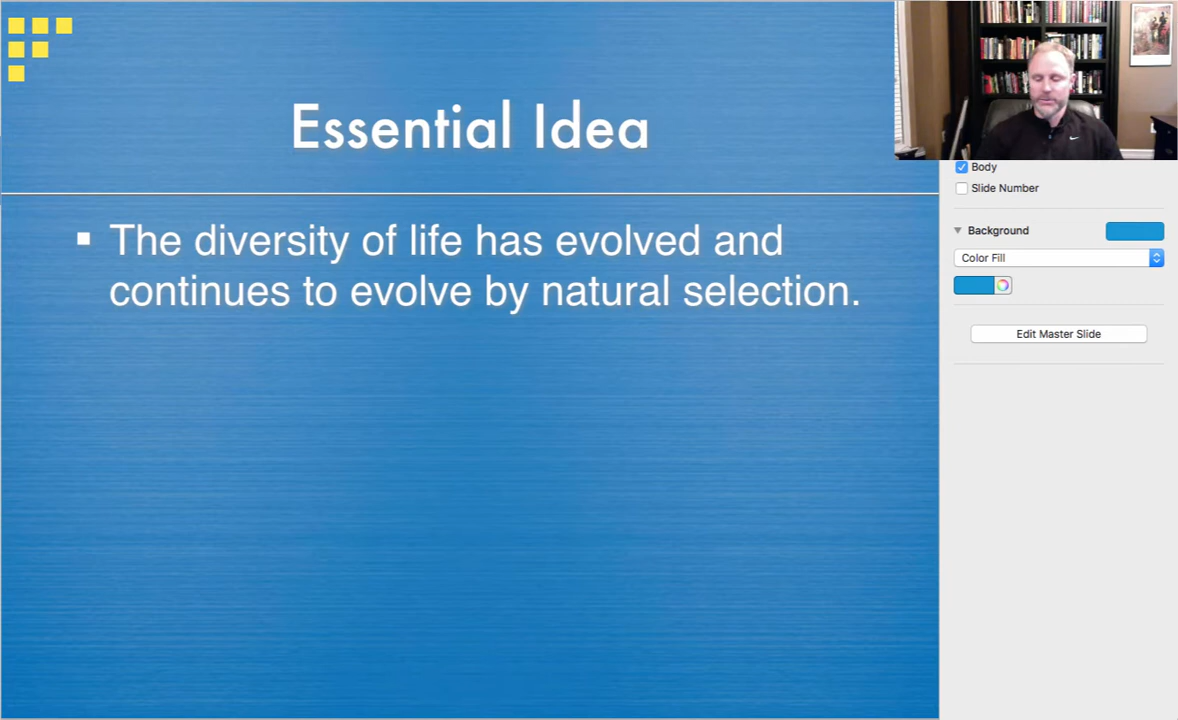 Essential Idea
▪ The diversity of life has evolved and
continues to evolve by natural selection.
Body
Slide Number
Background
Color Fill
Edit Master Slide